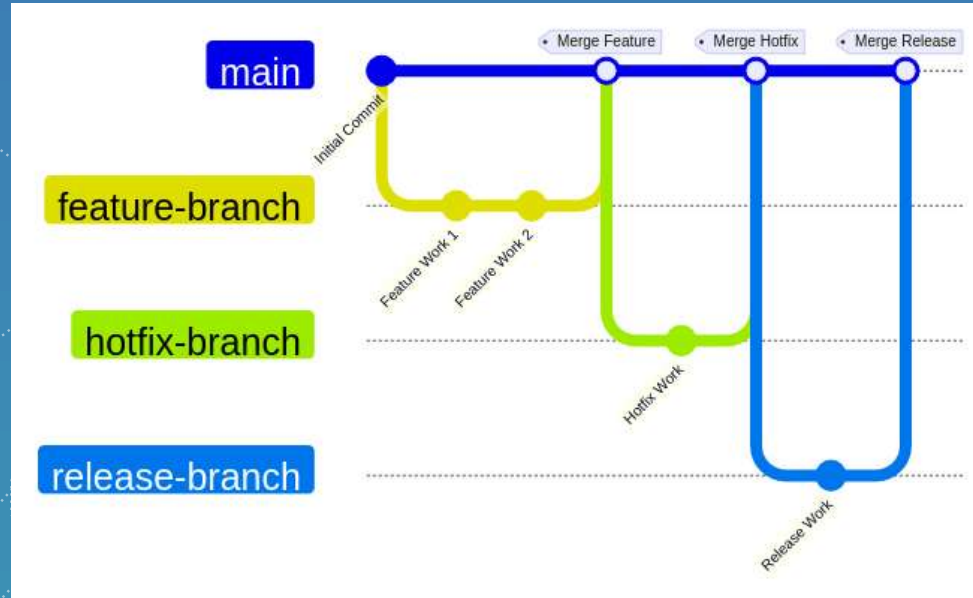 Merge Feature
Merge Hotfix
Merge Release
main
Initial Commit
feature-branch
Feature Work 1
Feature Work 2
hotfix-branch
Hotfix Work
release-branch
Release Work